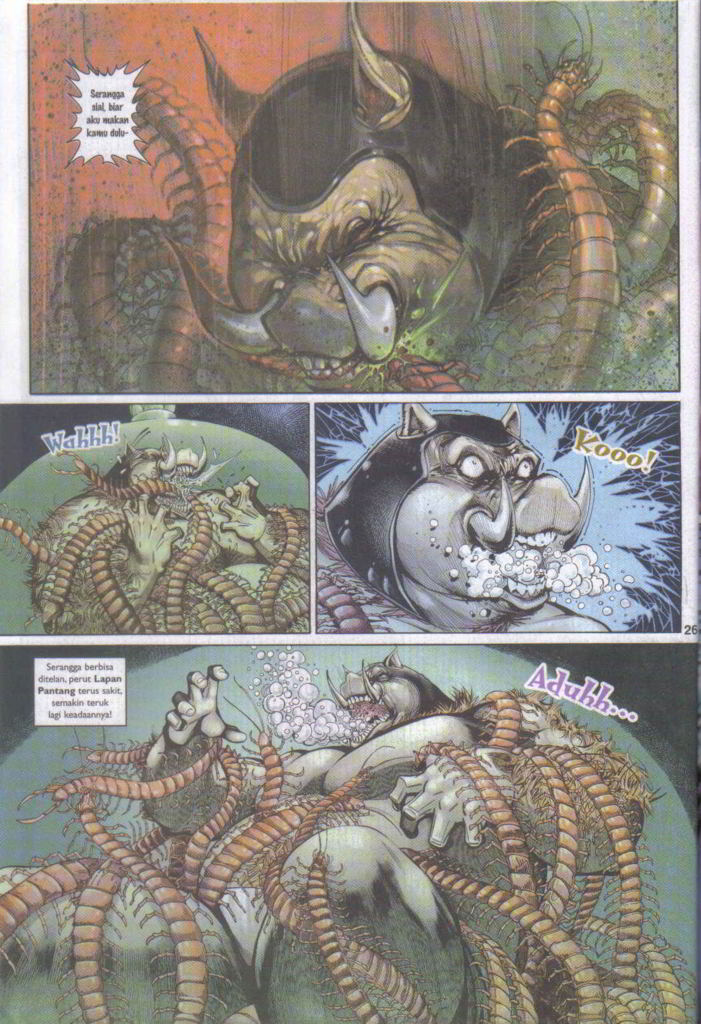 Serangga
sial, biar
aku makan
kamu dulu-
Wahhh!
Kooo!
26
Serangga berbisa
ditelan, perut Lapan
Pantang terus sakit,
semakin teruk
lagi keadaannya!
Aduhh...